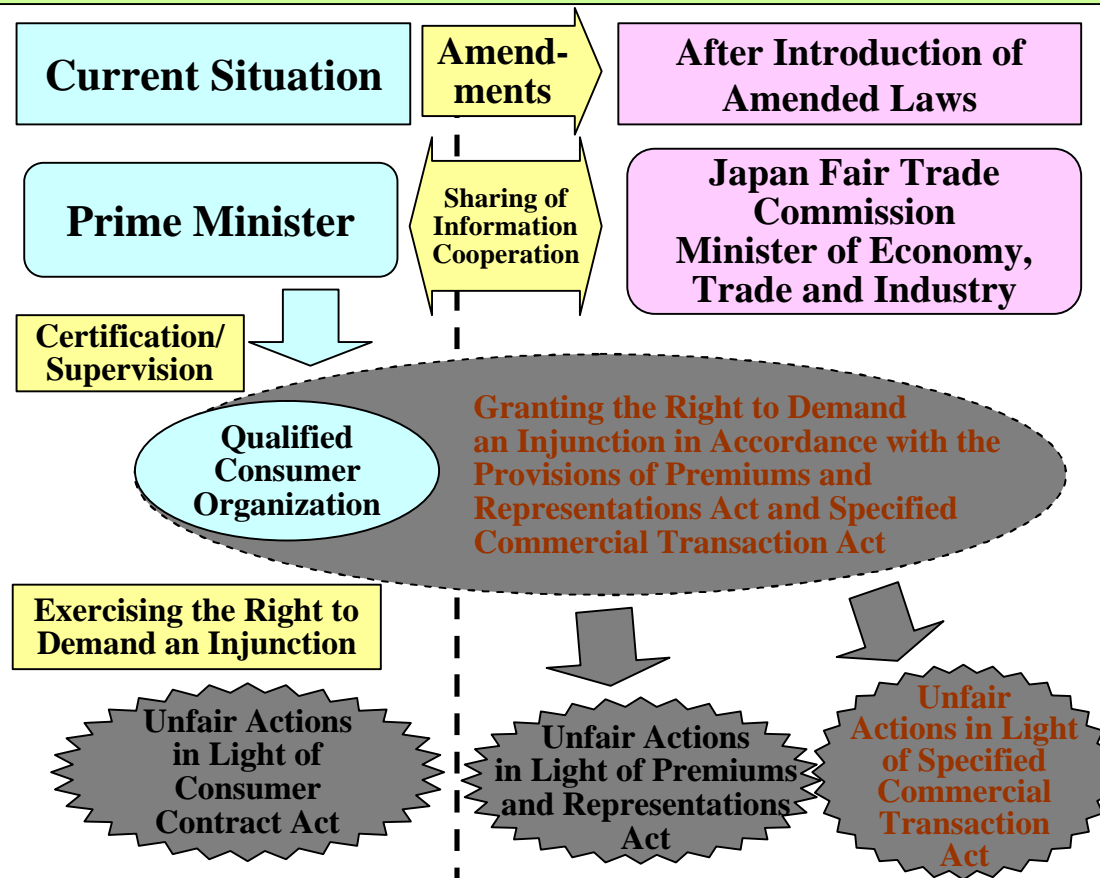 Current Situation
Amend-
ments
After Introduction of
Amended Laws
Prime Minister
Sharing of
Information
Cooperation
Japan Fair Trade
Commission
Minister of Economy,
Trade and Industry
Certification/
Supervision
Qualified
Consumer
Organization
Granting the Right to Demand
an Injunction in Accordance with the
Provisions of Premiums and
Representations Act and Specified
Commercial Transaction Act
Exercising the Right to
Demand an Injunction
Unfair Actions
in Light of
Consumer
Contract Act
Unfair Actions
in Light of Premiums
and Representations
Act
Unfair
Actions in Light
of Specified
Commercial
Transaction
Act